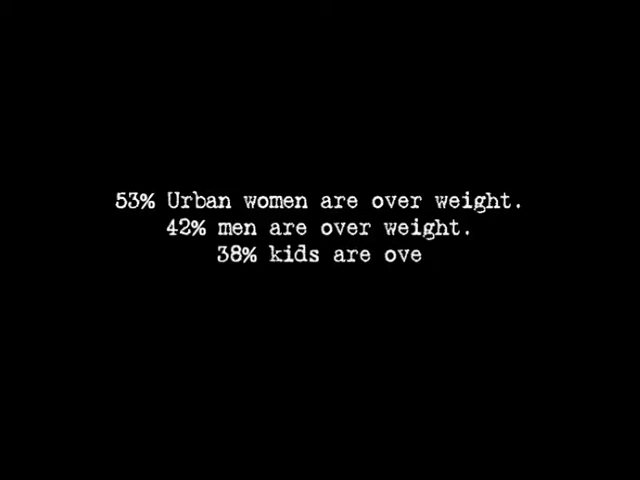 53% Urban women are over weight.
42% men are over weight.
38% kids are ove